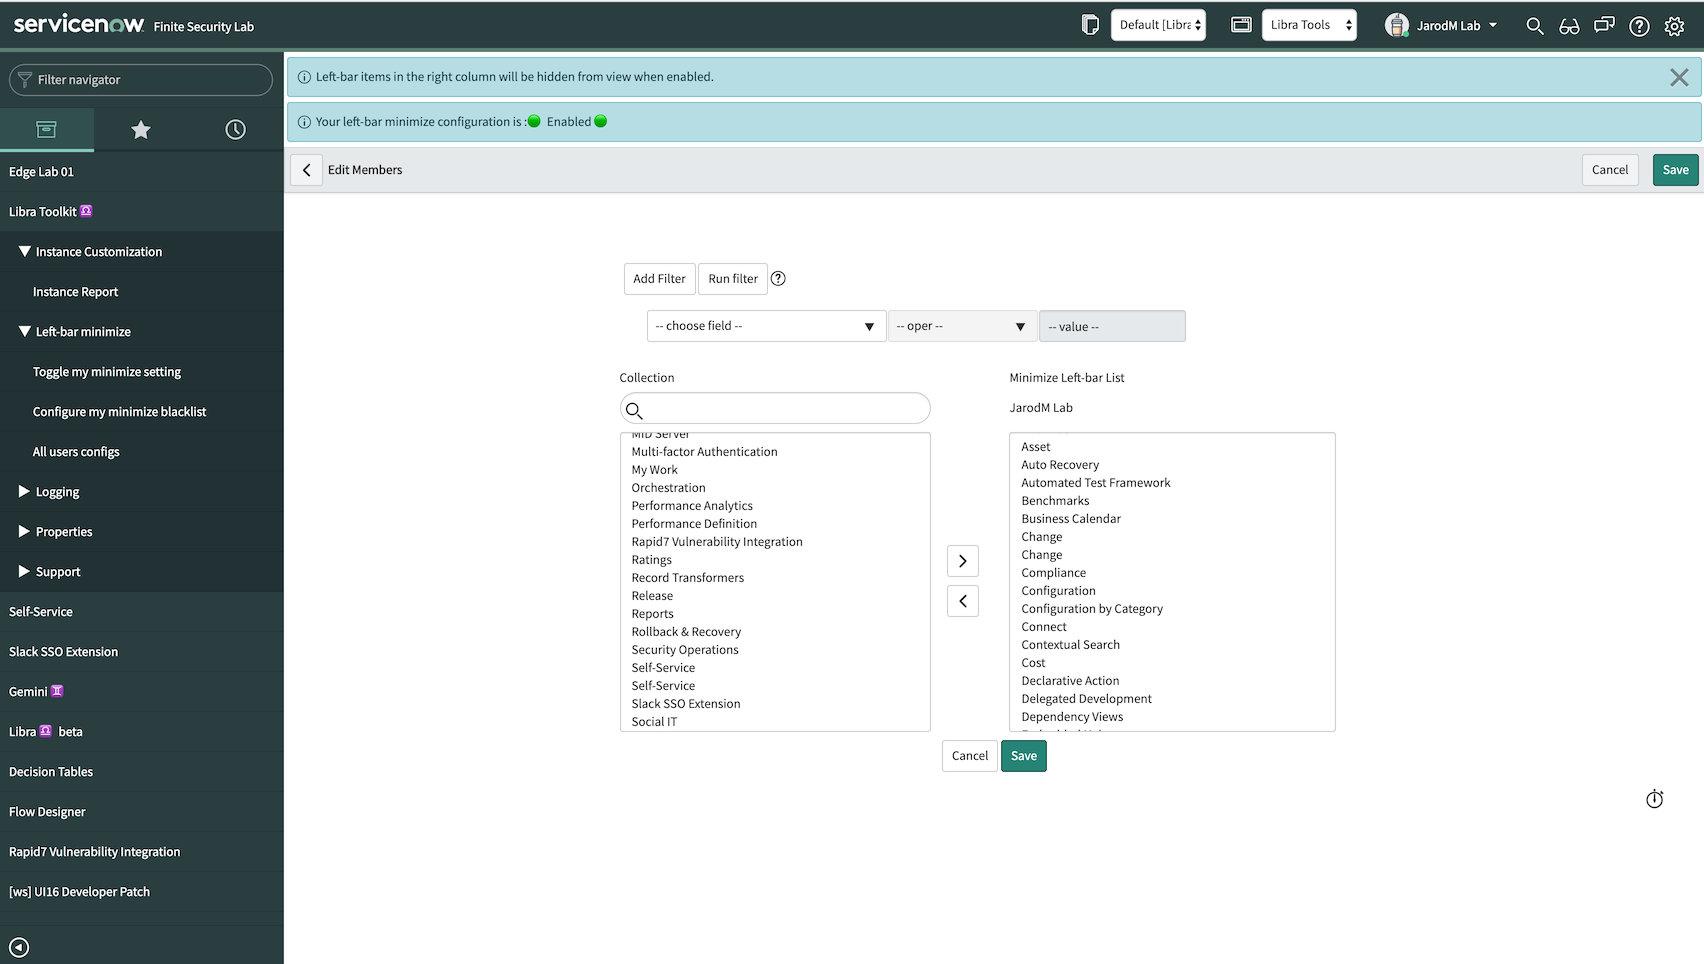 servicenow Finite Security Lab
Default [Libra
Libra Tools
JarodM Lab
Filter navigator
Left-bar items in the right column will be hidden from view when enabled.
Your left-bar minimize configuration is : Enabled
Edit Members
Cancel
Save
Edge Lab 01
Libra Toolkit ♎
Instance Customization
Instance Report
Left-bar minimize
Toggle my minimize setting
Configure my minimize blacklist
All users configs
Logging
Properties
Support
Self-Service
Slack SSO Extension
Gemini ♊
Libra ♎ beta
Decision Tables
Flow Designer
Rapid7 Vulnerability Integration
[ws] UI16 Developer Patch
Add Filter
Run filter
-- choose field --
-- oper --
-- value --
Collection
MID Server
Multi-factor Authentication
My Work
Orchestration
Performance Analytics
Performance Definition
Rapid7 Vulnerability Integration
Ratings
Record Transformers
Release
Reports
Rollback & Recovery
Security Operations
Self-Service
Self-Service
Slack SSO Extension
Social IT
Minimize Left-bar List
JarodM Lab
Asset
Auto Recovery
Automated Test Framework
Benchmarks
Business Calendar
Change
Change
Compliance
Configuration
Configuration by Category
Connect
Contextual Search
Cost
Declarative Action
Delegated Development
Dependency Views
Cancel
Save